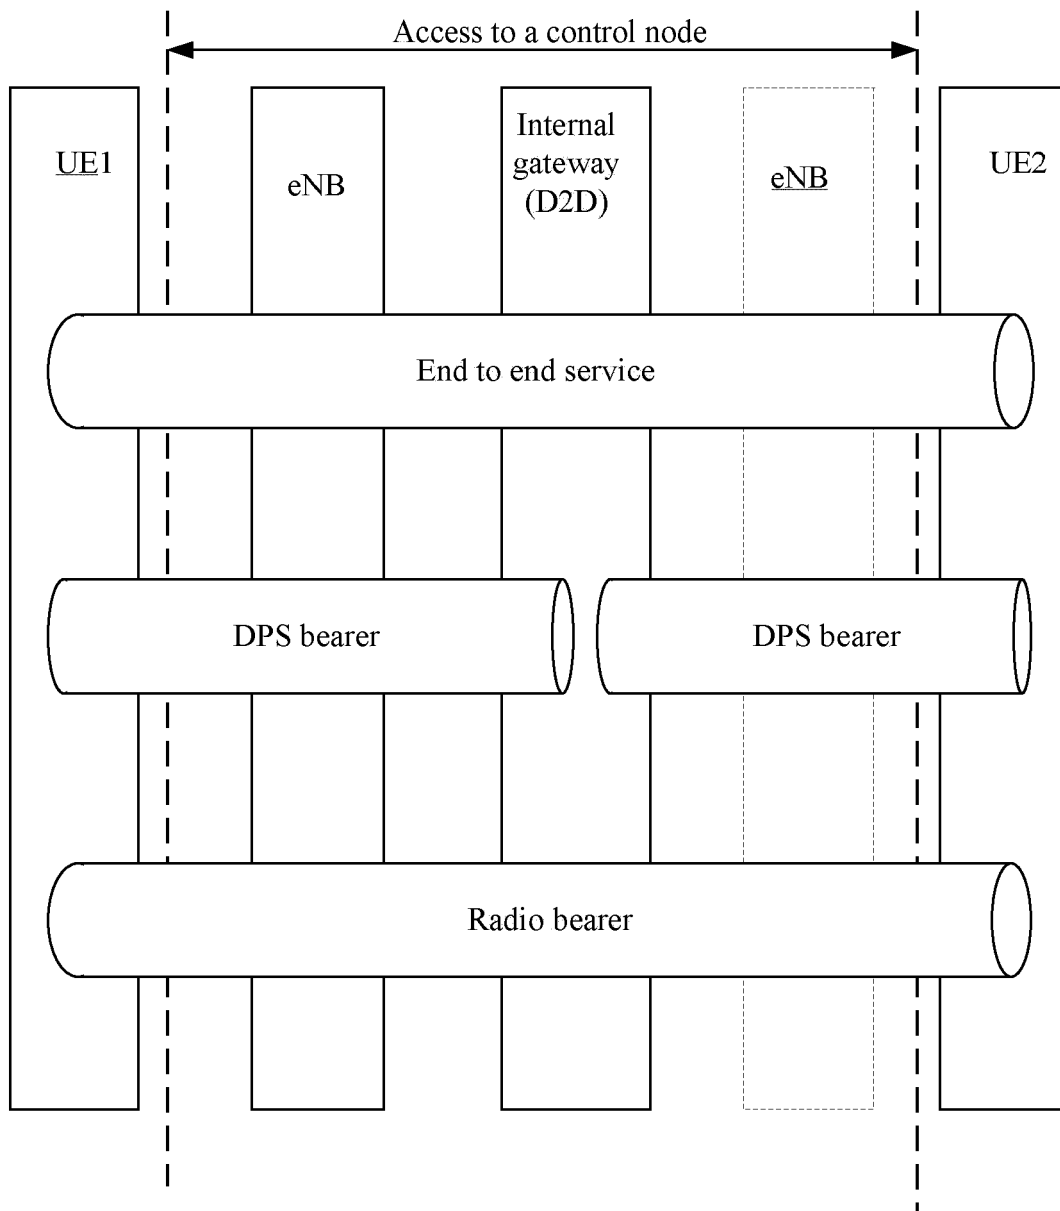 Access to a control node
UE1
eNB
Internal
gateway
(D2D)
eNB
UE2
End to end service
DPS bearer
DPS bearer
Radio bearer